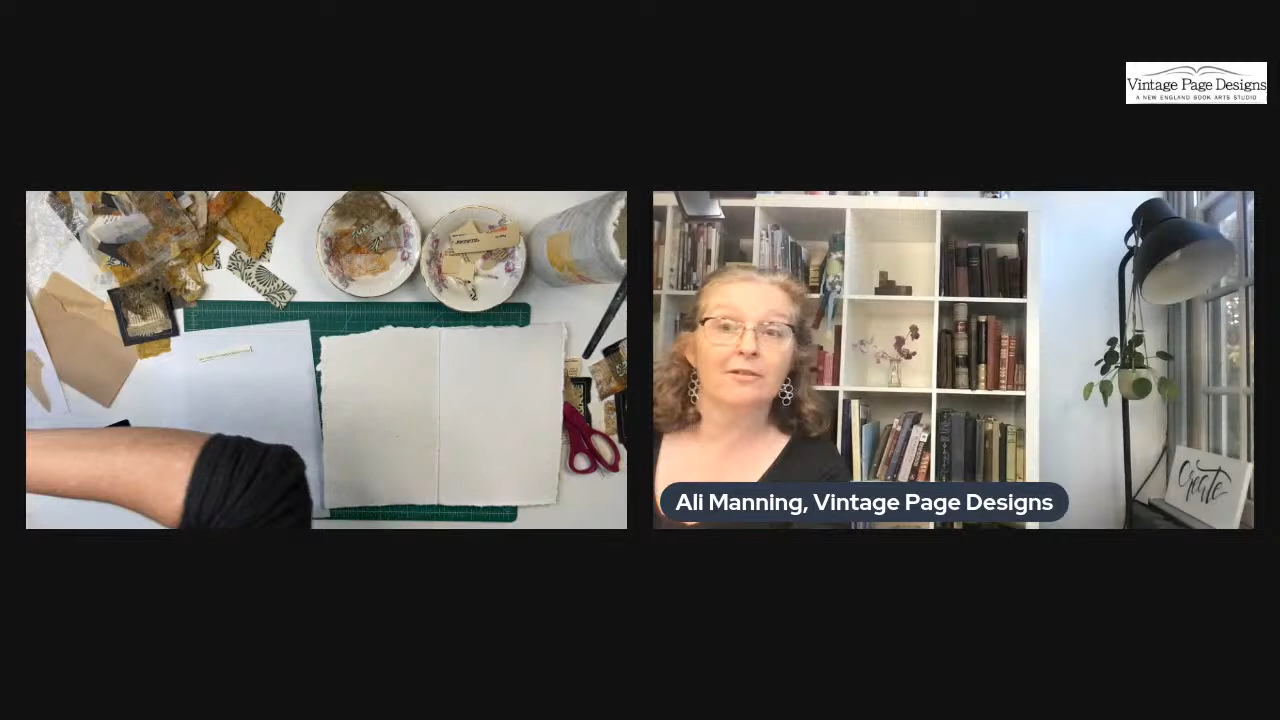 Vintage Page Designs
A NEW ENGLAND BOOK ARTS STUDIO
Ali Manning, Vintage Page Designs
Create